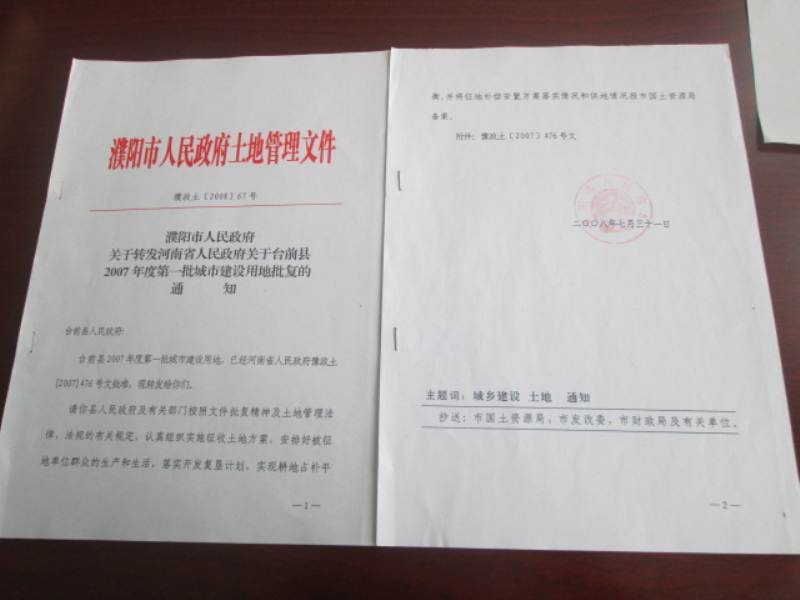 濮阳市人民政府土地管理文件
濮政土〔2008〕67号
濮阳市人民政府
关于转发河南省人民政府关于台前县
2007年度第一批城市建设用地批复的
通 知
台前县人民政府:
台前县2007年度第一批城市建设用地，已经河南省人民政府豫政土
[2007]476号文批准，现转发给你们。
请你县人民政府及有关部门按照文件批复精神及土地管理法
律、法规的有关规定，认真组织实施征收土地方案，安排好被征
地单位群众的生产和生活，落实开发复垦计划，实现耕地占补平
—1—
衡,并将征地补偿安置方案落实情况和供地情况报市国土资源局
备案。
附件: 豫政土〔2007〕476号文
二〇〇八年七月三十一日
主题词: 城乡建设 土地 通知
抄送: 市国土资源局，市发改委，市财政局及有关单位。
—2—